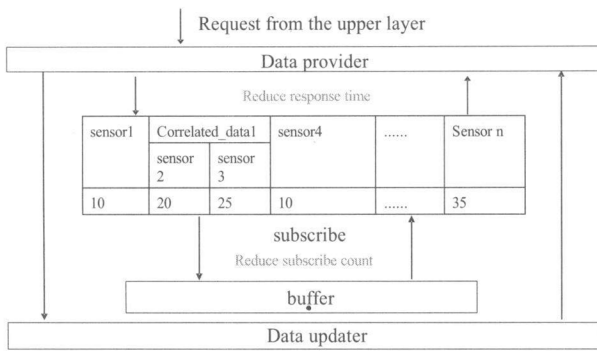 Request from the upper layer
Data provider
Reduce response time
sensor1 Correlated_data1 sensor4 ...... Sensor n
sensor sensor
2 3
10 20 25 10 ...... 35
subscribe
Reduce subscribe count
buffer
Data updater